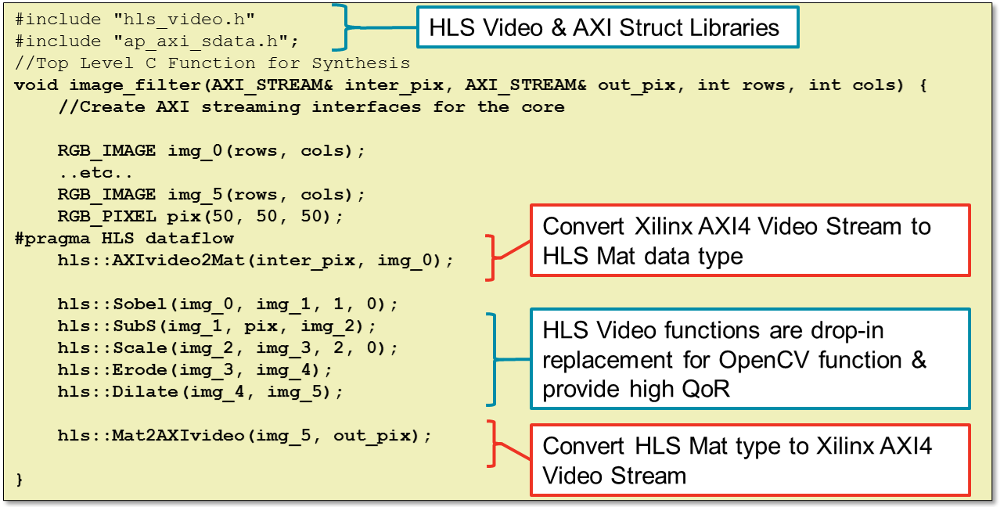 #include "hls_video.h"
#include "ap_axi_sdata.h";
HLS Video & AXI Struct Libraries
//Top Level C Function for Synthesis
void image_filter(AXI_STREAM& inter_pix, AXI_STREAM& out_pix, int rows, int cols) {
//Create AXI streaming interfaces for the core
RGB_IMAGE img_0(rows, cols);
..etc..
RGB_IMAGE img_5(rows, cols);
RGB_PIXEL pix(50, 50, 50);
#pragma HLS dataflow
hls::AXIvideo2Mat(inter_pix, img_0);
Convert Xilinx AXI4 Video Stream to
HLS Mat data type
hls::Sobel(img_0, img_1, 1, 0);
hls::SubS(img_1, pix, img_2);
hls::Scale(img_2, img_3, 2, 0);
hls::Erode(img_3, img_4);
hls::Dilate(img_4, img_5);
HLS Video functions are drop-in
replacement for OpenCV function &
provide high QoR
hls::Mat2AXIvideo(img_5, out_pix);
Convert HLS Mat type to Xilinx AXI4
Video Stream
}